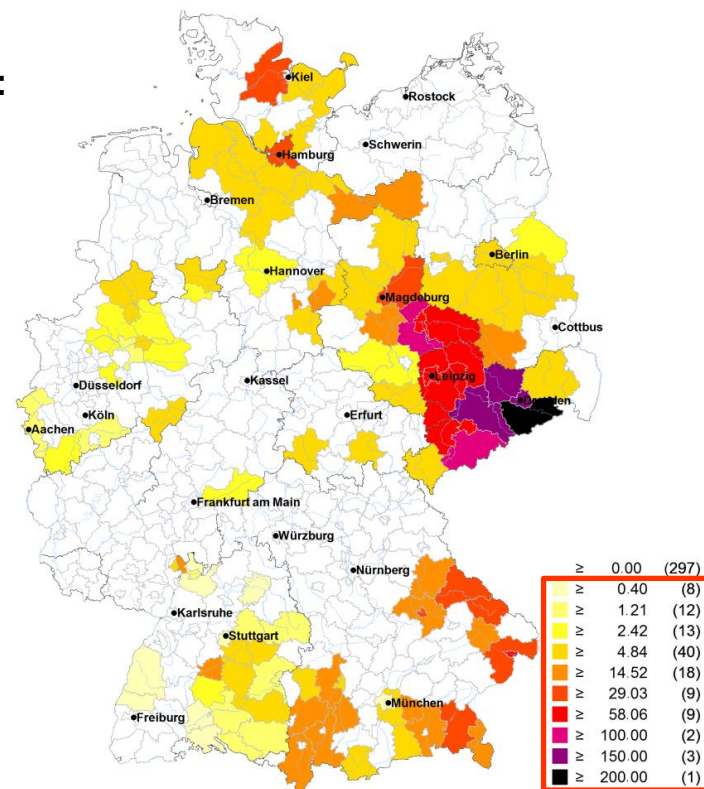 :
Kiel
Rostock
Schwerin
Hamburg
Bremen
Berlin
Hannover
Magdeburg
Cottbus
Düsseldorf
Kassel
Leipzig
Dresden
Köln
Erfurt
Aachen
Frankfurt am Main
Würzburg
Nürnberg
Karlsruhe
Stuttgart
München
Freiburg
≥ 0.00 (297)
≥ 0.40 (8)
≥ 1.21 (12)
≥ 2.42 (13)
≥ 4.84 (40)
≥ 14.52 (18)
≥ 29.03 (9)
≥ 58.06 (9)
≥ 100.00 (2)
≥ 150.00 (3)
≥ 200.00 (1)